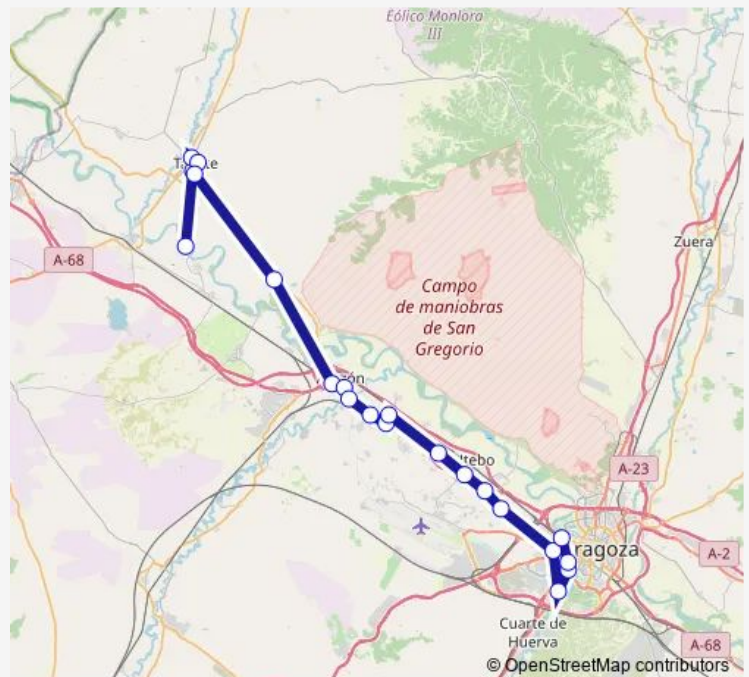 Eólico Monlora
III
A-68
Zuera
Campo
de maniobras
de San
Gregorio
A-23
ragoza
A-2
Cuarte de
Huerva
A-68
© OpenStreetMap contributors